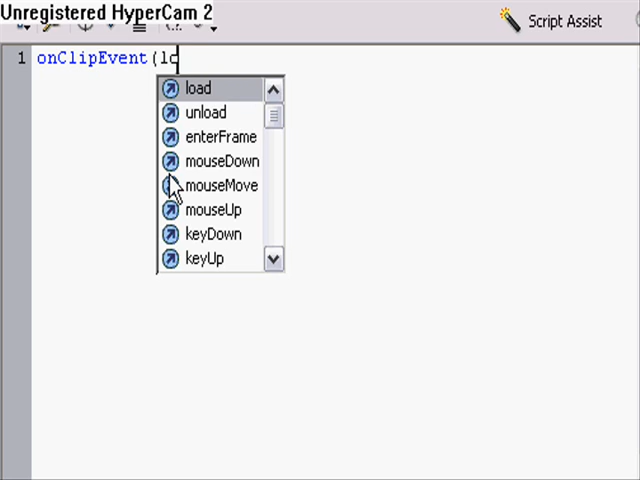 Unregistered HyperCam 2
Script Assist
1 onClipEvent(lo
load
unload
enterFrame
mouseDown
mouseMove
mouseUp
keyDown
keyUp